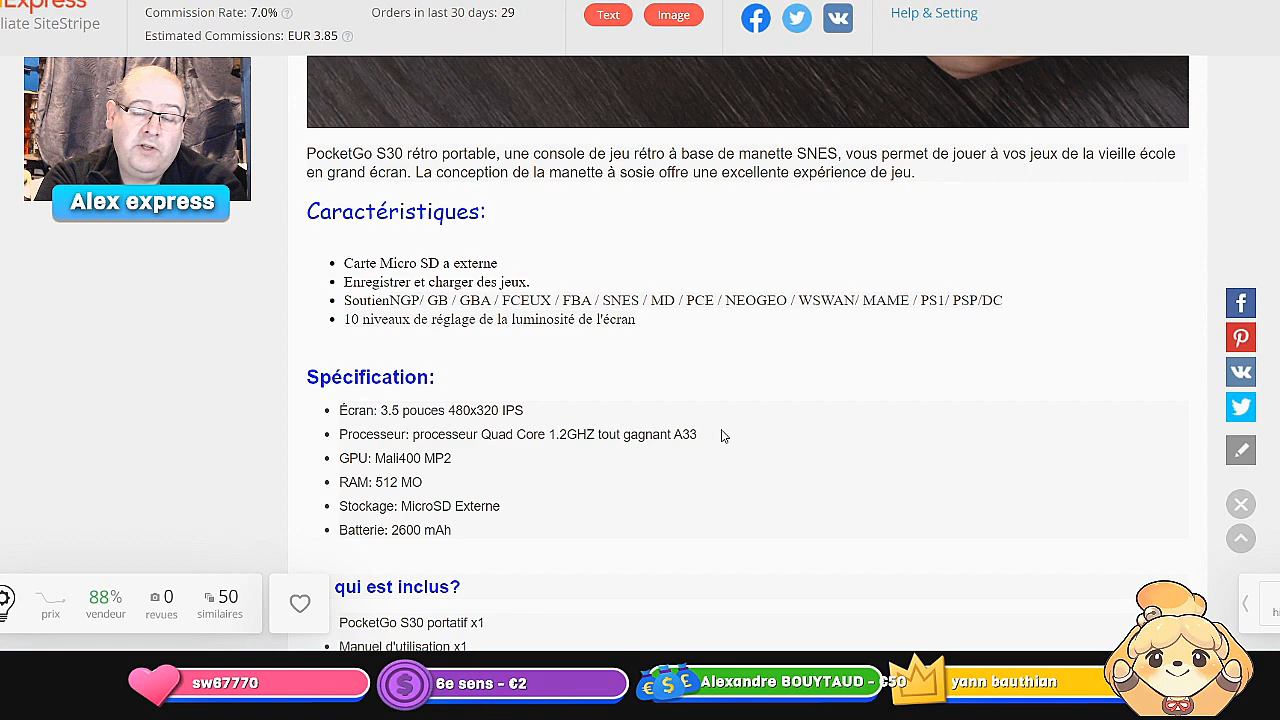 Express
liate SiteStripe
Commission Rate: 7.0%
Estimated Commissions: EUR 3.85
Orders in last 30 days: 29
Text
Image
Help & Setting
Alex express
PocketGo S30 rétro portable, une console de jeu rétro à base de manette SNES, vous permet de jouer à vos jeux de la vieille école
en grand écran. La conception de la manette à sosie offre une excellente expérience de jeu.
Caractéristiques:
Carte Micro SD a externe
Enregistrer et charger des jeux.
SoutienNGP/ GB / GBA / FCEUX / FBA / SNES / MD / PCE / NEOGEO / WSWAN/ MAME / PS1/ PSP/DC
10 niveaux de réglage de la luminosité de l'écran
Spécification:
Écran: 3.5 pouces 480x320 IPS
Processeur: processeur Quad Core 1.2GHZ tout gagnant A33
GPU: Mali400 MP2
RAM: 512 MO
Stockage: MicroSD Externe
Batterie: 2600 mAh
qui est inclus?
PocketGo S30 portatif x1
Manuel d'utilisation x1
prix
88%
vendeur
0
revues
50
similaires
sw67770
6e sens - €2
Alexandre BOUYTAUD - €50
yann bauthian